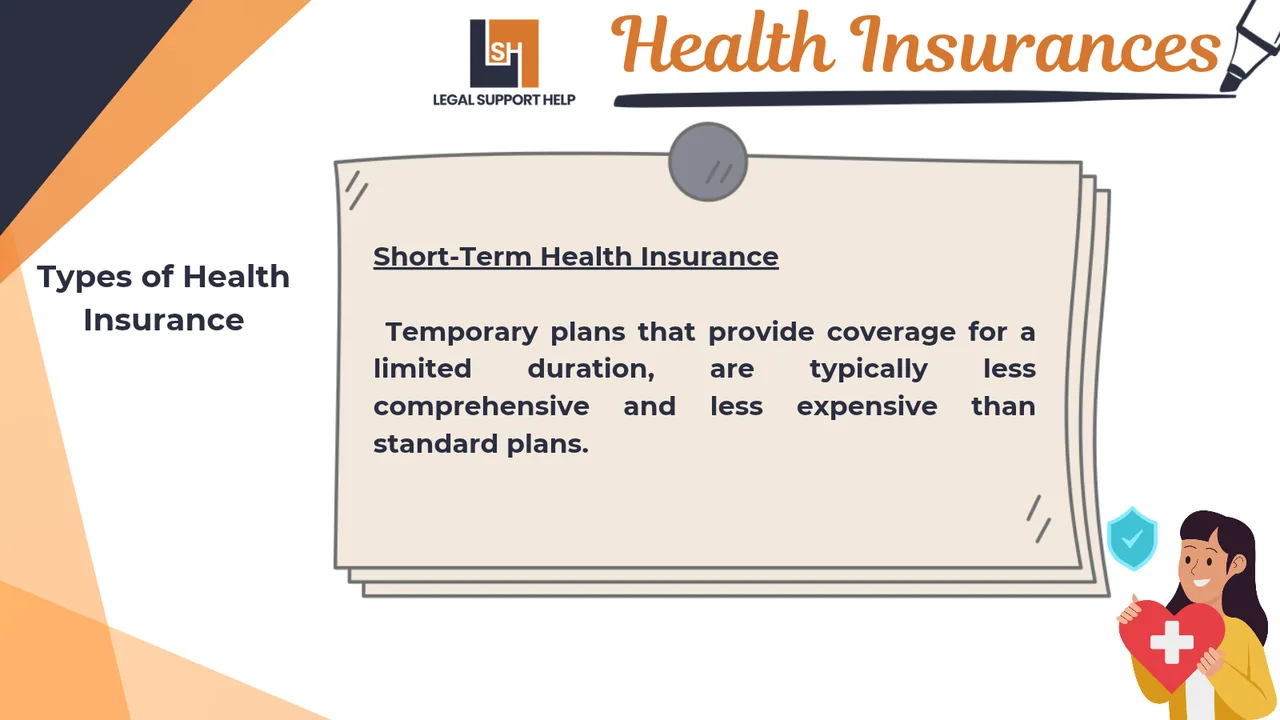 SH
LEGAL SUPPORT HELP
Health Insurances
Types of Health
Insurance
Short-Term Health Insurance
Temporary plans that provide coverage for a
limited duration, are typically less
comprehensive and less expensive than
standard plans.